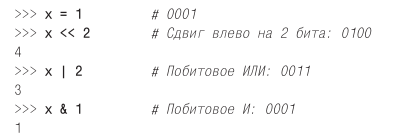 >>> x = 1 # 0001
>>> x << 2 # Сдвиг влево на 2 бита: 0100
4
>>> x | 2 # Побитовое ИЛИ: 0011
3
>>> x & 1 # Побитовое И: 0001
1